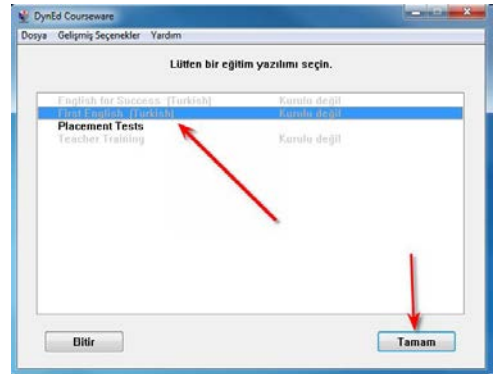 DynEd Courseware
Dosya Gelişmiş Seçenekler Yardım
Lütfen bir eğitim yazılımı seçin.
English for Success (Turkish) Kurulu değil
First English (Turkish) Kurulu değil
Placement Tests
Teacher Training Kurulu değil
Bitir Tamam